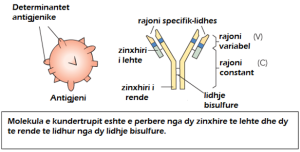 Determinantet
antigjenike
Antigjeni
rajoni specifik-lidhes
zinxhiri
i lehte
zinxhiri i
rende
rajoni (V)
variabel
rajoni (C)
constant
lidhje
bisulfure
Molekula e kundertrupit eshte e perbere nga dy zinxhire te lehte dhe dy
te rende te lidhur nga dy lidhje bisulfure.